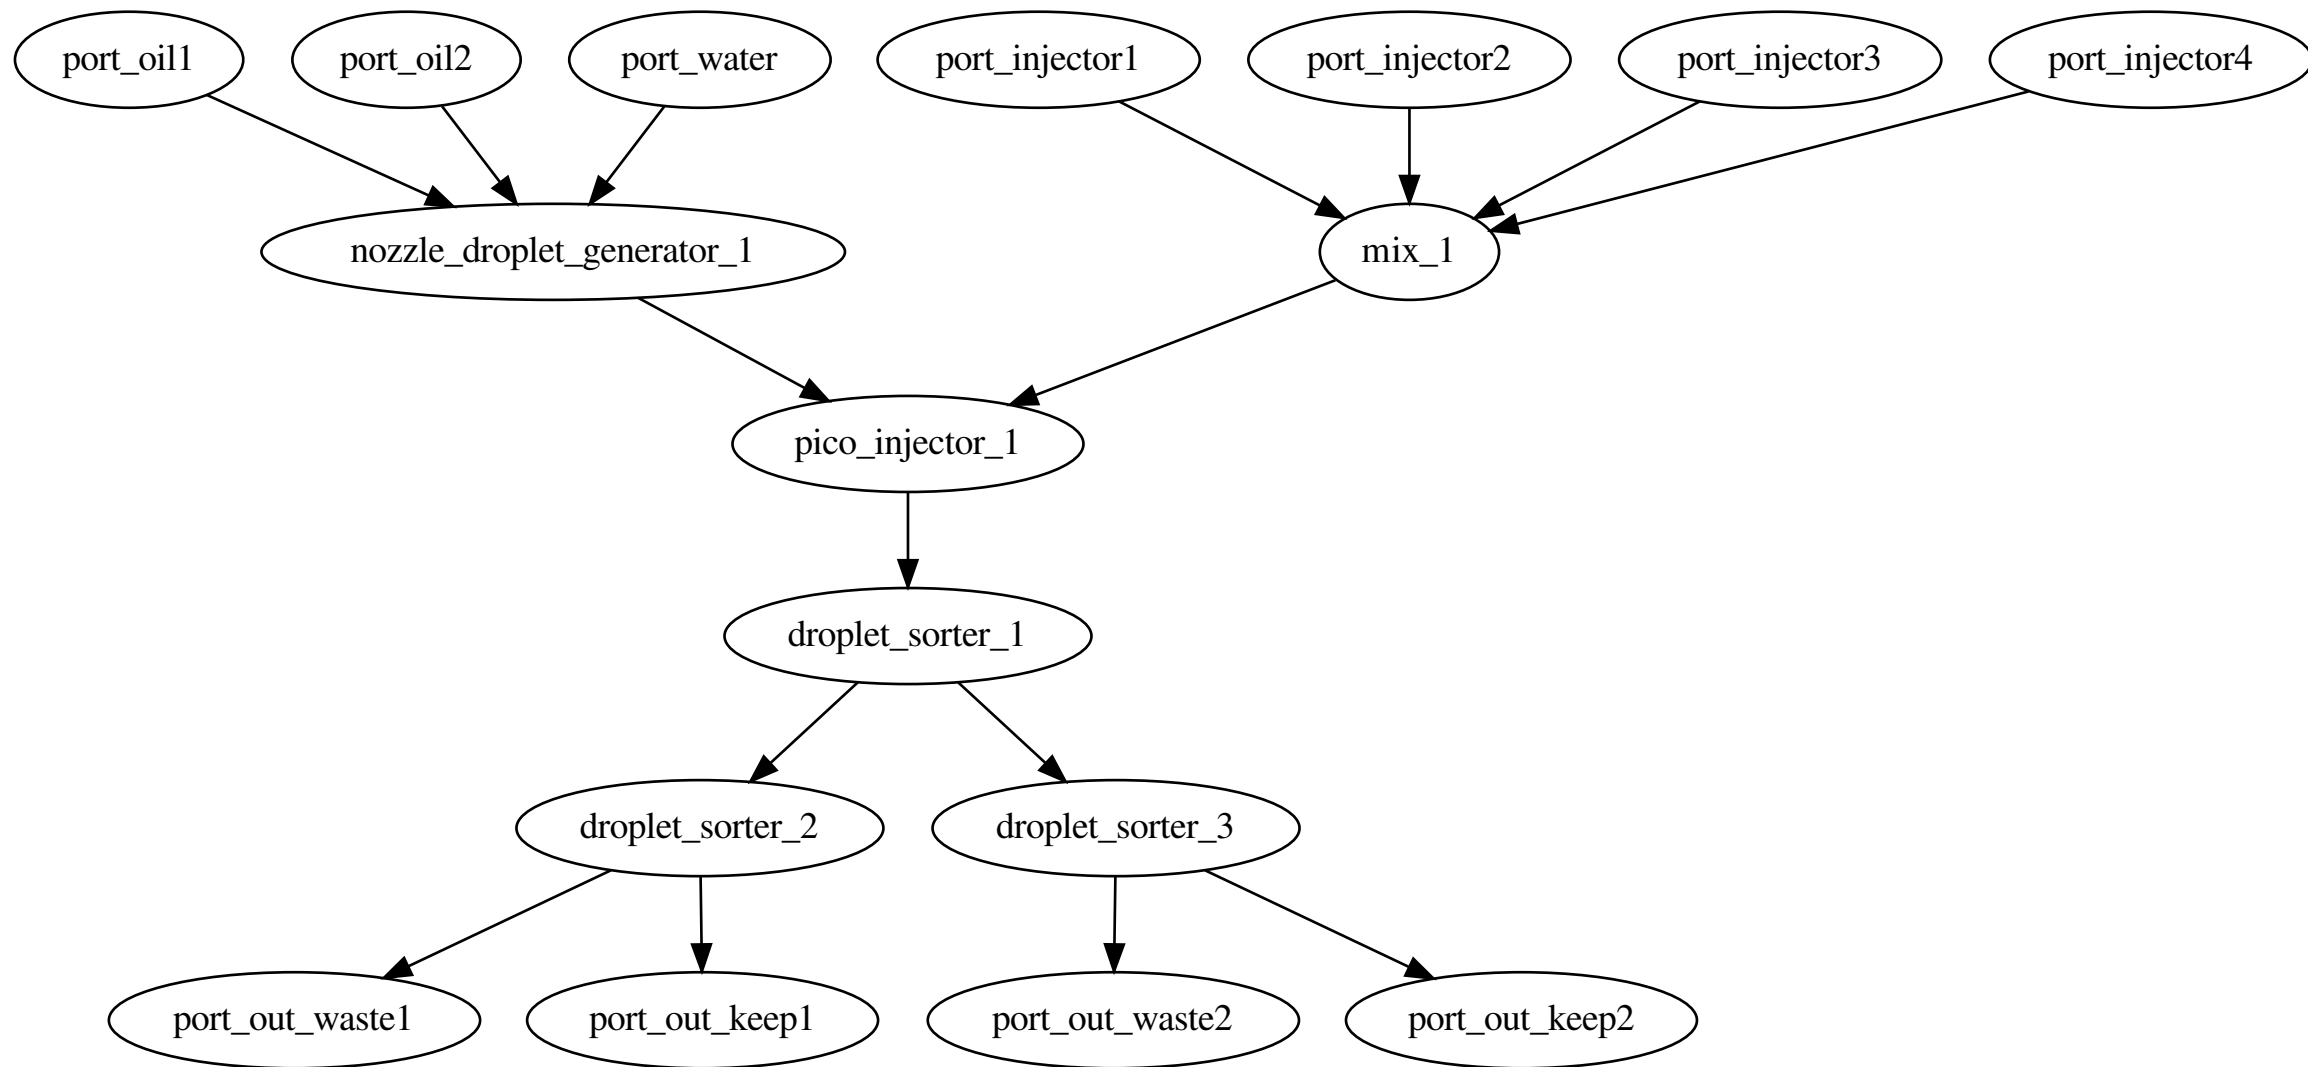 port_oil1
port_oil2
port_water
port_injector1
port_injector2
port_injector3
port_injector4
nozzle_droplet_generator_1
mix_1
pico_injector_1
droplet_sorter_1
droplet_sorter_2
droplet_sorter_3
port_out_waste1
port_out_keep1
port_out_waste2
port_out_keep2